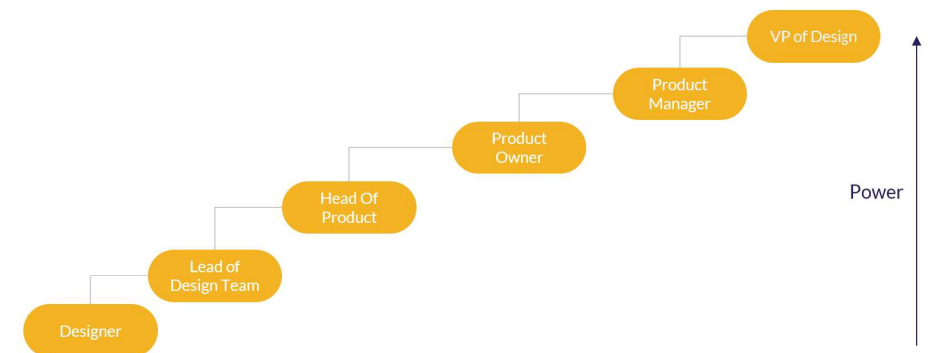 VP of Design
Product
Manager
Product
Owner
Power
Head Of
Product
Lead of
Design Team
Designer